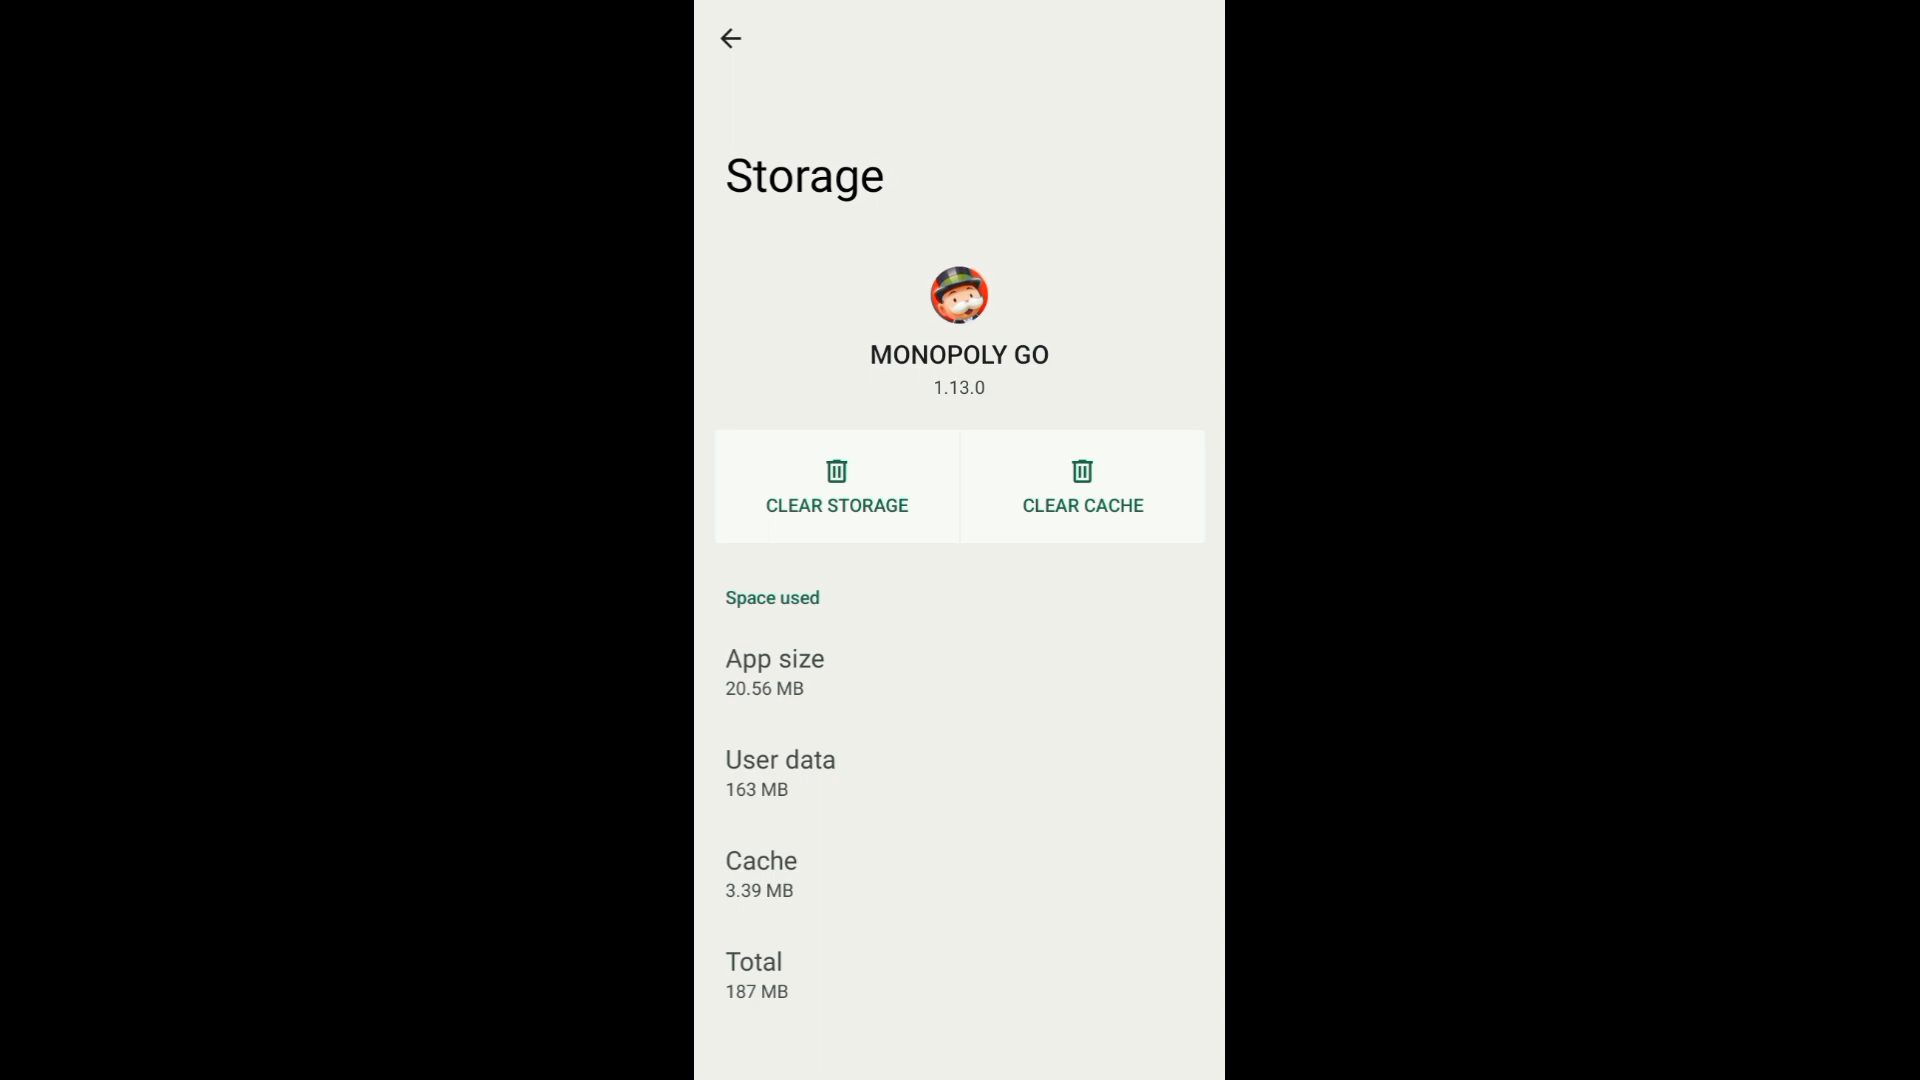 Storage
MONOPOLY GO
1.13.0
CLEAR STORAGE
CLEAR CACHE
Space used
App size
20.56 MB
User data
163 MB
Cache
3.39 MB
Total
187 MB